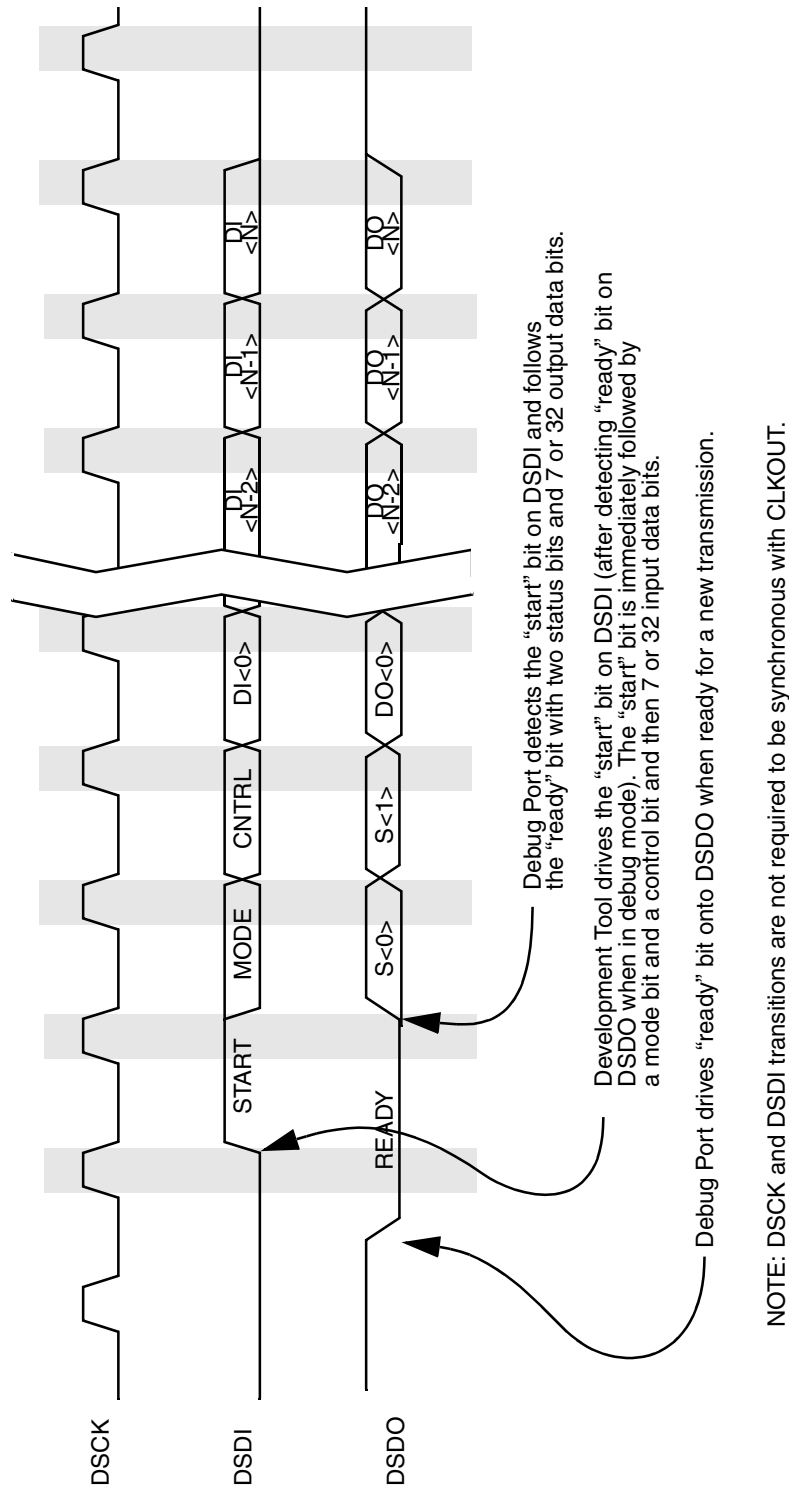 DSCK
DSDI
START
MODE
CNTRL
DI<0>
DI
<N-2>
DI
<N-1>
DI
<N>
DSDO
READY
S<0>
S<1>
DO<0>
DO
<N-2>
DO
<N-1>
DO
<N>
Debug Port detects the “start” bit on DSDI and follows
the “ready” bit with two status bits and 7 or 32 output data bits.
Development Tool drives the “start” bit on DSDI (after detecting “ready” bit on
DSDO when in debug mode). The “start” bit is immediately followed by
a mode bit and a control bit and then 7 or 32 input data bits.
Debug Port drives “ready” bit onto DSDO when ready for a new transmission.
NOTE: DSCK and DSDI transitions are not required to be synchronous with CLKOUT.